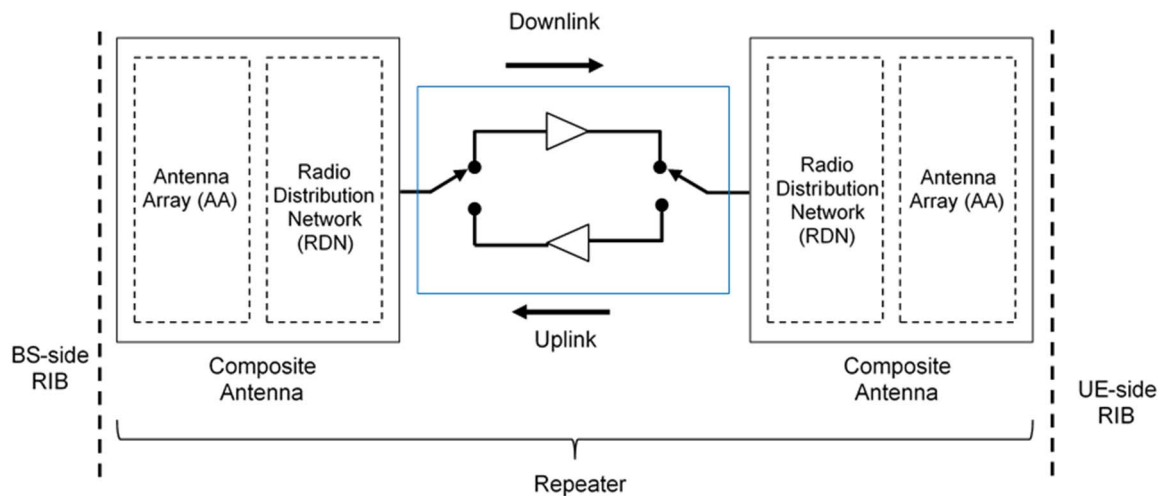 Downlink
Antenna
Array (AA)
Radio
Distribution
Network
(RDN)
Radio
Distribution
Network
(RDN)
Antenna
Array (AA)
Uplink
BS-side
RIB
Composite
Antenna
Composite
Antenna
UE-side
RIB
Repeater